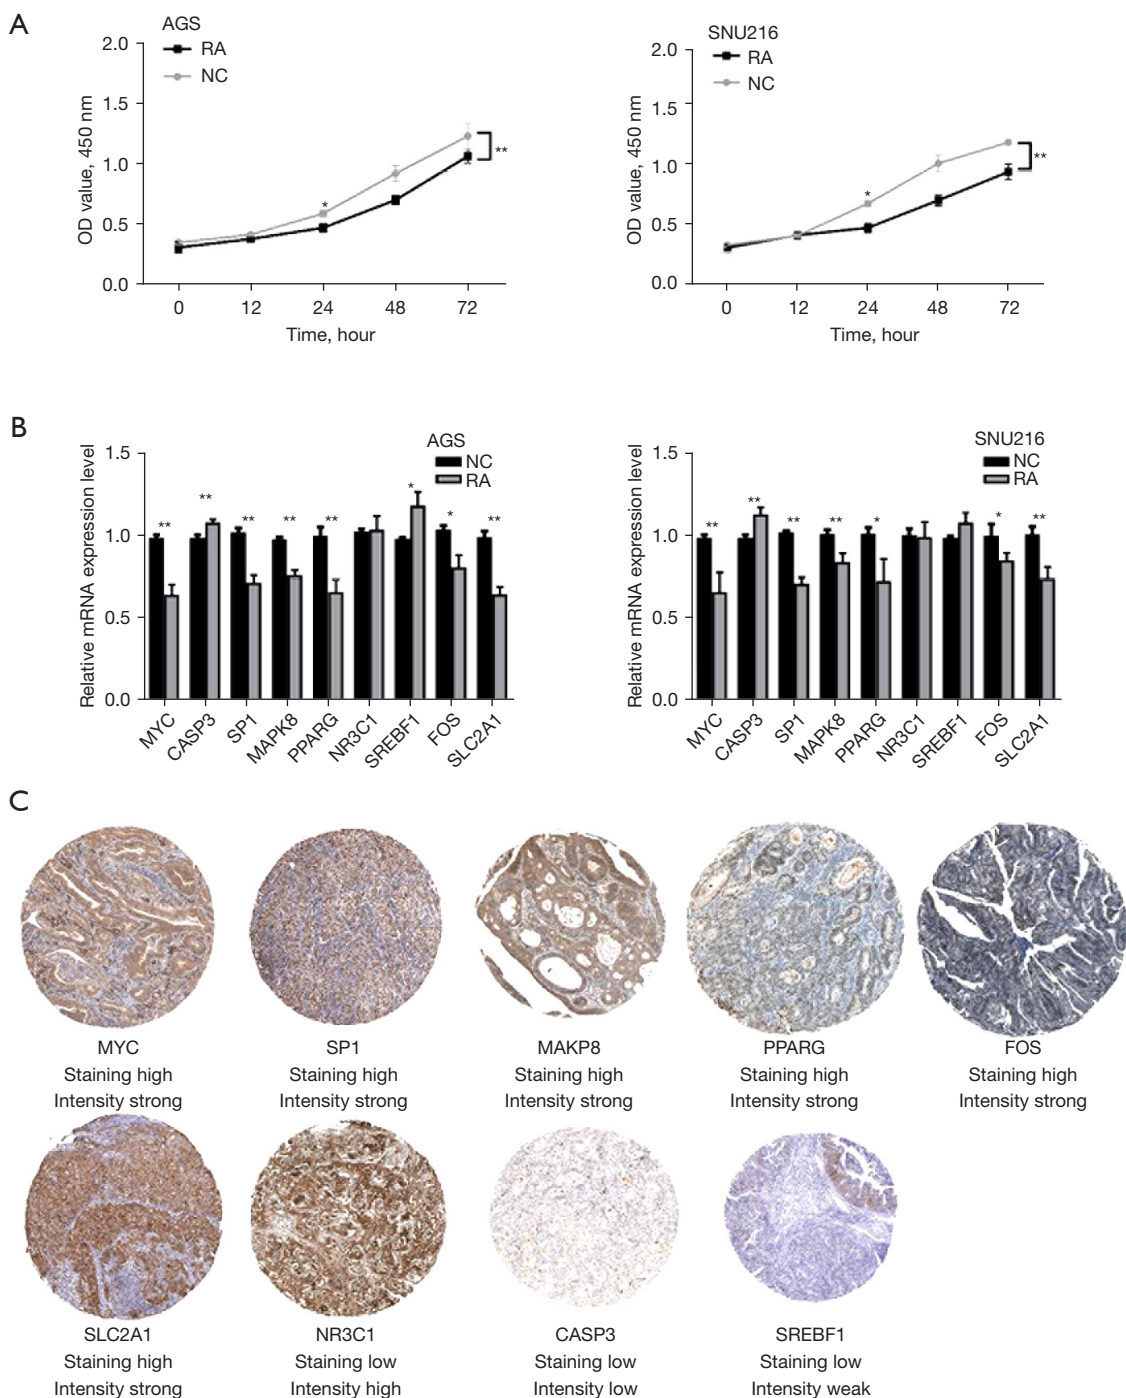 A
AGS
RA
NC
OD value, 450 nm
2.0
1.5
1.0
0.5
0.0
*
**
0 12 24 48 72
Time, hour
SNU216
RA
NC
OD value, 450 nm
2.0
1.5
1.0
0.5
0.0
*
**
0 12 24 48 72
Time, hour
B
AGS
NC
RA
Relative mRNA expression level
1.5
1.0
0.5
0.0
** ** ** ** ** * * **
MYC CASP3 SP1 MAPK8 PPARG NR3C1 SREBF1 FOS SLC2A1
SNU216
NC
RA
Relative mRNA expression level
1.5
1.0
0.5
0.0
** ** ** ** * * **
MYC CASP3 SP1 MAPK8 PPARG NR3C1 SREBF1 FOS SLC2A1
C
MYC SP1 MAKP8 PPARG FOS
Staining high Staining high Staining high Staining high Staining high
Intensity strong Intensity strong Intensity strong Intensity strong Intensity strong
SLC2A1 NR3C1 CASP3 SREBF1
Staining high Staining low Staining low Staining low
Intensity strong Intensity high Intensity low Intensity weak